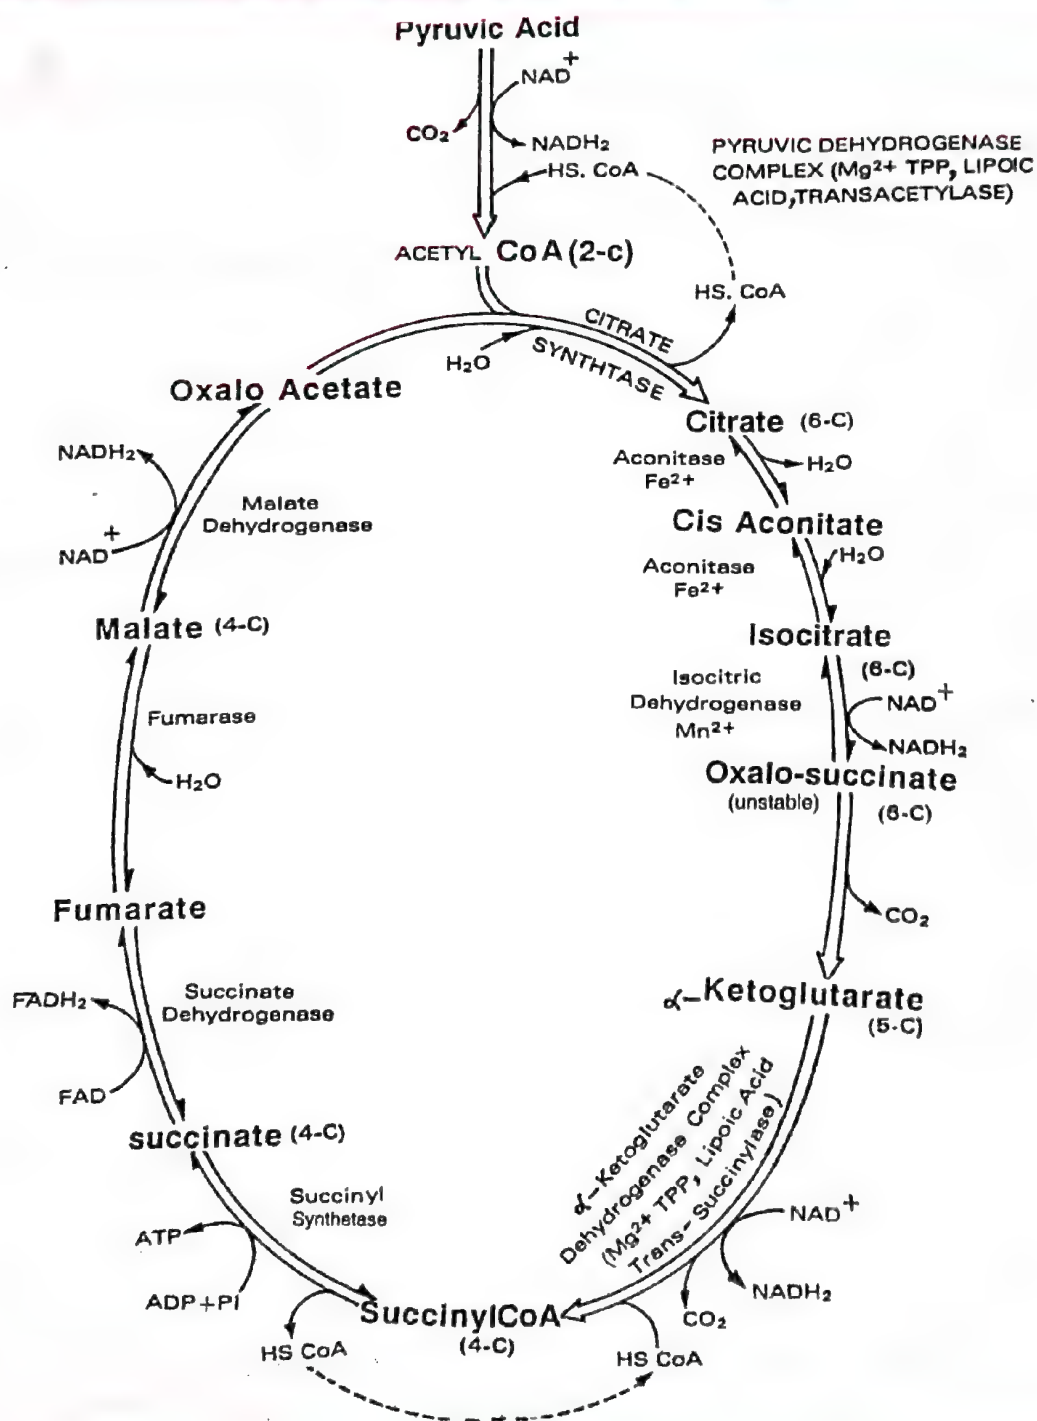 Pyruvic Acid
NAD+
CO2
NADH2
HS. CoA
PYRUVIC DEHYDROGENASE
COMPLEX (Mg2+ TPP, LIPOIC
ACID,TRANSACETYLASE)
ACETYL CoA (2-c)
HS. CoA
CITRATE
SYNTHTASE
H2O
Oxalo Acetate
Citrate (6-C)
NADH2
Aconitase
Fe2+
H2O
Malate
Dehydrogenase
Cis Aconitate
NAD+
Aconitase
Fe2+
H2O
Malate (4-C)
Isocitrate
(6-C)
Isocitric
Dehydrogenase
Mn2+
NAD+
NADH2
Fumarase
H2O
Oxalo-succinate
(unstable)
(6-C)
Fumarate
CO2
FADH2
Succinate
Dehydrogenase
α-Ketoglutarate
(5-C)
FAD
succinate (4-C)
α-Ketoglutarate
Dehydrogenase Complex
(Mg2+ TPP, Lipoic Acid
Trans-Succinylase)
Succinyl
Synthetase
ATP
NAD+
ADP+Pi
NADH2
SuccinylCoA
(4-C)
CO2
HS CoA
HS CoA